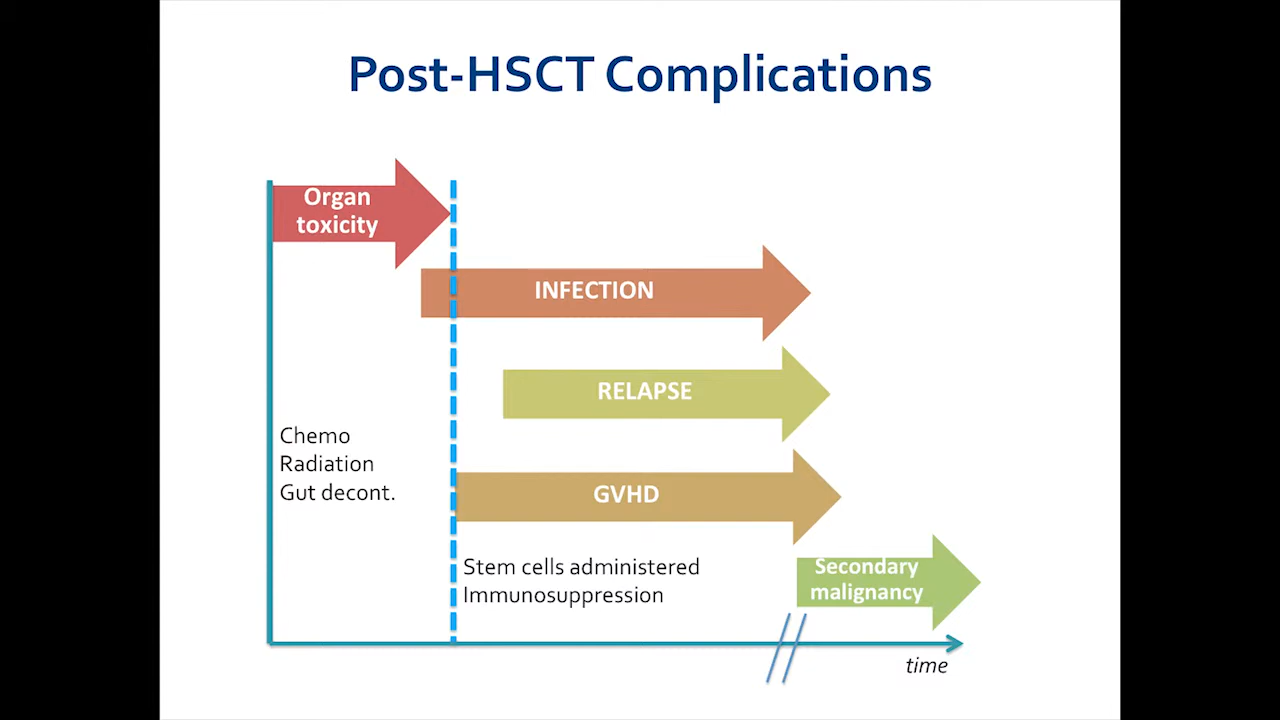 Post-HSCT Complications
Organ
toxicity
INFECTION
RELAPSE
Chemo
Radiation
Gut decont.
GVHD
Stem cells administered
Immunosuppression
Secondary
malignancy
time